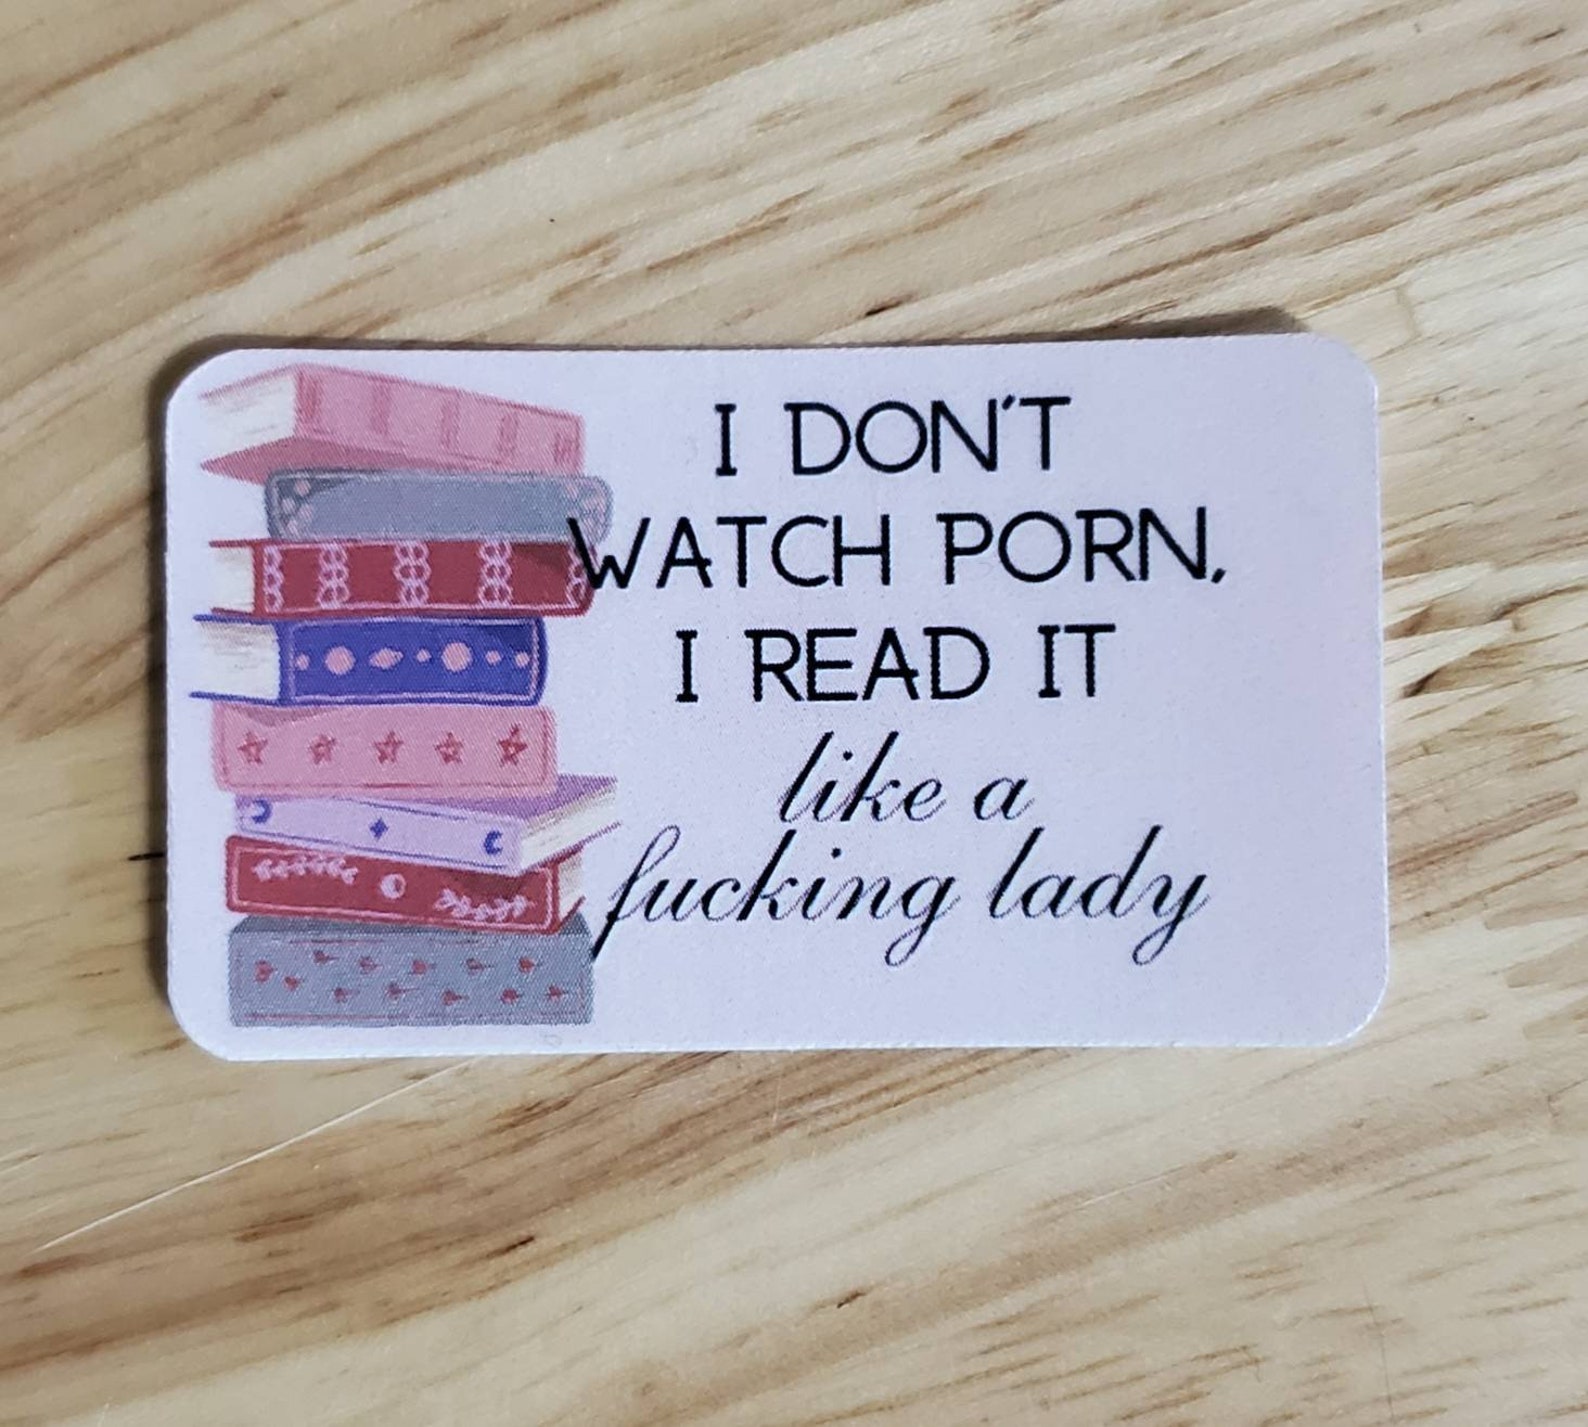 I DON'T
WATCH PORN,
I READ IT
like a
fucking lady